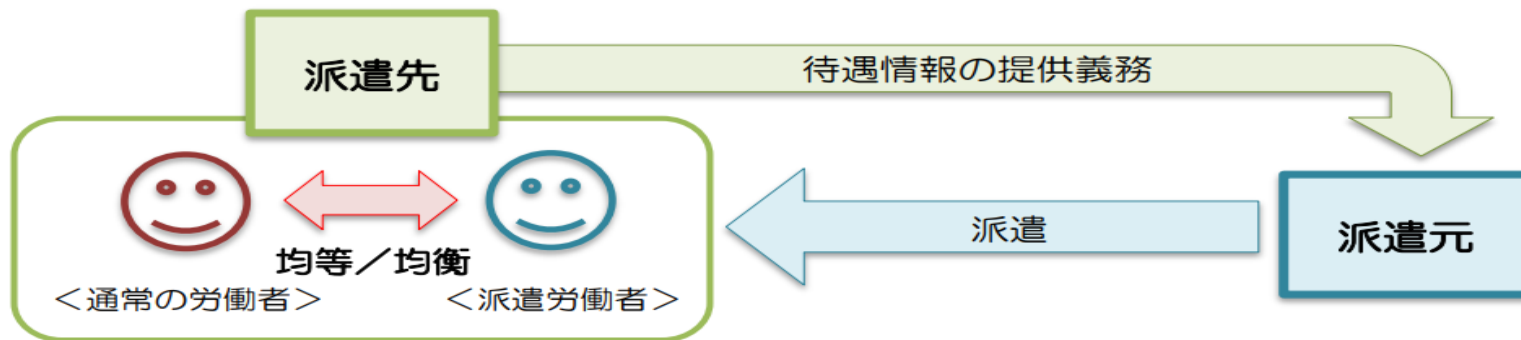 派遣先
待遇情報の提供義務
派遣
派遣元
均等／均衡
＜通常の労働者＞
＜派遣労働者＞